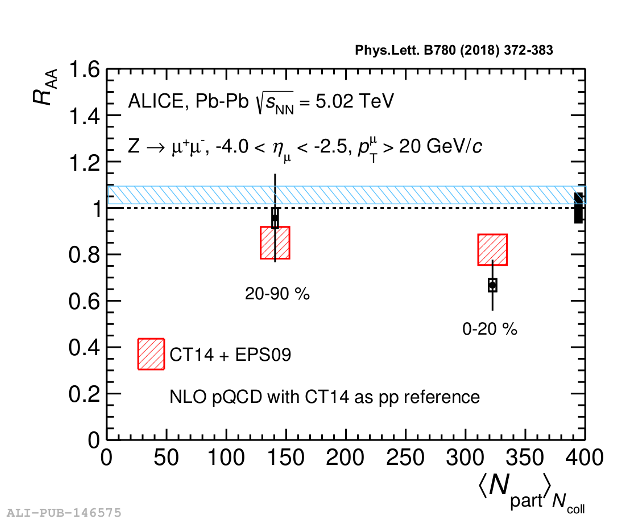 Phys.Lett. B780 (2018) 372-383
R_AA
1.6
1.4
1.2
1
0.8
0.6
0.4
0.2
0
ALICE, Pb-Pb √s_NN = 5.02 TeV
Z → μ⁺μ⁻, -4.0 < η_μ < -2.5, p_T^μ > 20 GeV/c
20-90 %
0-20 %
CT14 + EPS09
NLO pQCD with CT14 as pp reference
0 50 100 150 200 250 300 350 400
⟨N_part⟩_N_coll
ALI-PUB-146575